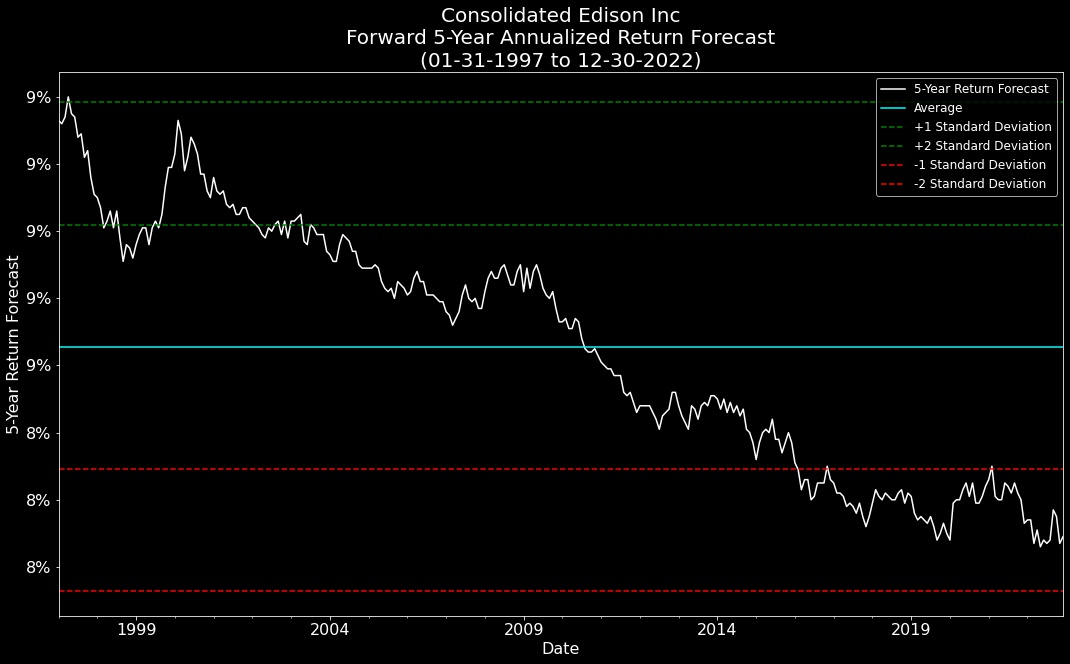 Consolidated Edison Inc
Forward 5-Year Annualized Return Forecast
(01-31-1997 to 12-30-2022)
5-Year Return Forecast
Average
+1 Standard Deviation
+2 Standard Deviation
-1 Standard Deviation
-2 Standard Deviation
9%
9%
9%
9%
9%
8%
8%
8%
5-Year Return Forecast
1999
2004
2009
2014
2019
Date